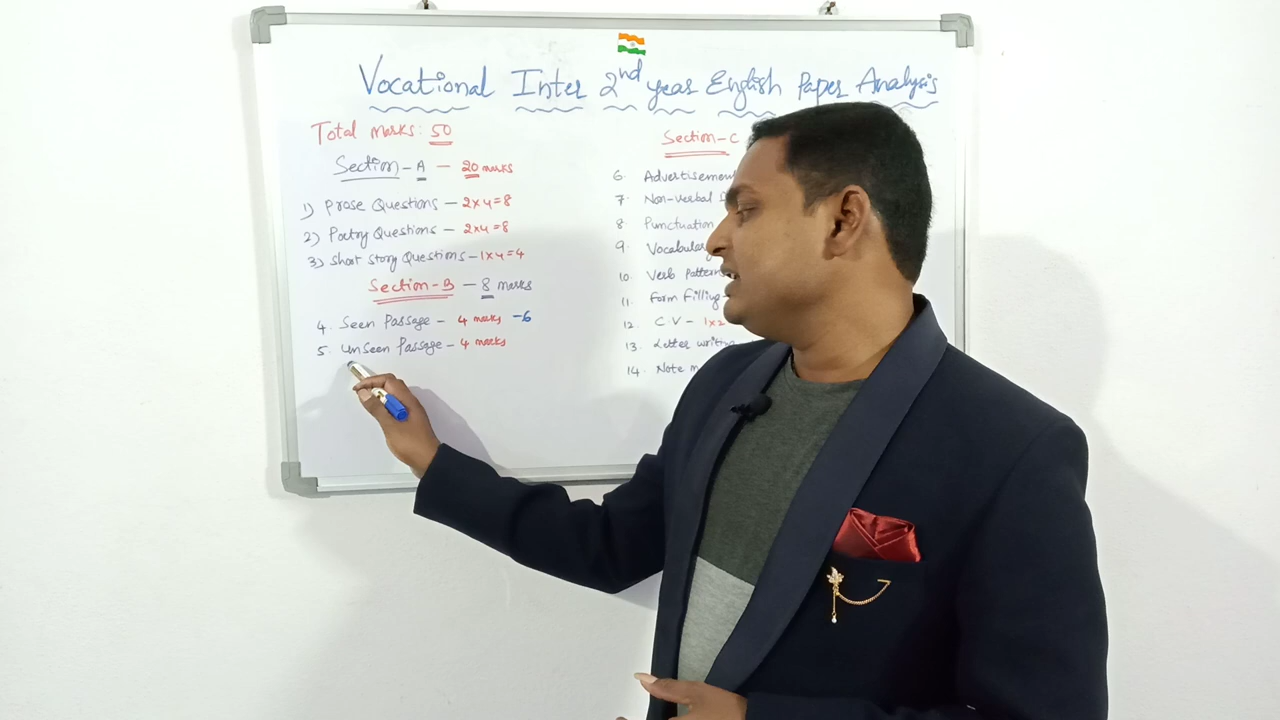 Vocational Inter 2nd year English Paper Analysis
Total marks: 50
Section-A — 20 marks
1) Prose Questions — 2x4=8
2) Poetry Questions — 2x4=8
3) Short Story Questions — 1x4=4
Section-B — 8 marks
4. Seen Passage — 4 marks -6
5. Unseen Passage — 4 marks
Section-C
6. Advertisement
7. Non-verbal
8 Punctuation
9. Vocabulary
10. Verb Pattern
11. Form Filling-
12. C.V - 1x2
13. Letter writing
14. Note